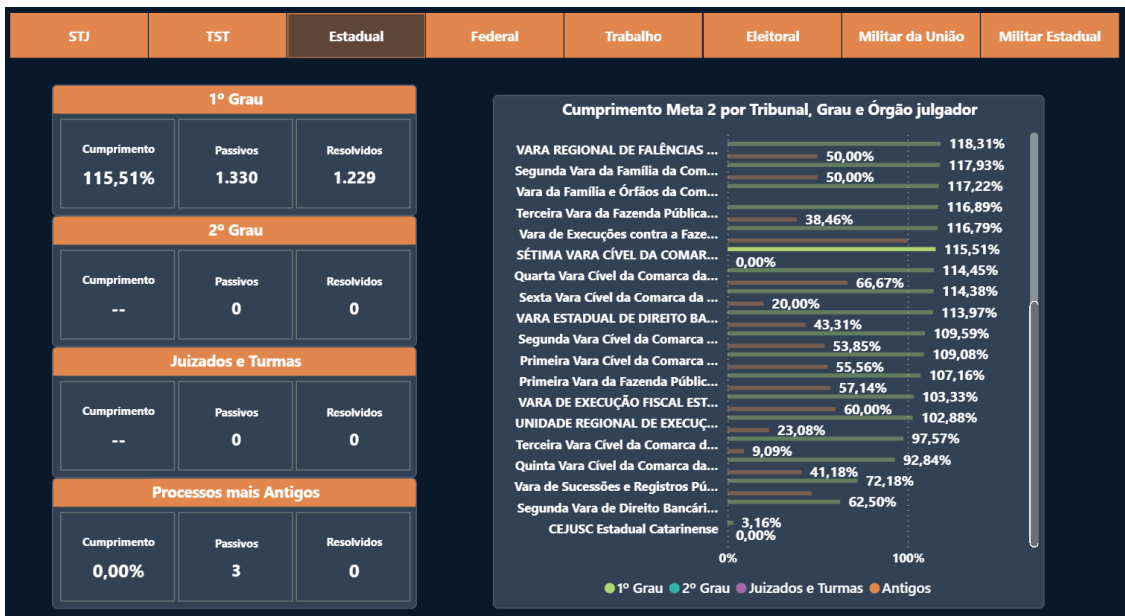 STJ
TST
Estadual
Federal
Trabalho
Eleitoral
Militar da União
Militar Estadual
1º Grau
Cumprimento
Passivos
Resolvidos
115,51%
1.330
1.229
2º Grau
Cumprimento
Passivos
Resolvidos
--
0
0
Juizados e Turmas
Cumprimento
Passivos
Resolvidos
--
0
0
Processos mais Antigos
Cumprimento
Passivos
Resolvidos
0,00%
3
0
Cumprimento Meta 2 por Tribunal, Grau e Órgão julgador
VARA REGIONAL DE FALÊNCIAS ...
118,31%
50,00%
Segunda Vara da Família da Com...
117,93%
50,00%
Vara da Família e Órfãos da Com...
117,22%
Terceira Vara da Fazenda Pública...
116,89%
38,46%
Vara de Execuções contra a Faze...
116,79%
SÉTIMA VARA CÍVEL DA COMAR...
115,51%
0,00%
Quarta Vara Cível da Comarca da...
114,45%
66,67%
Sexta Vara Cível da Comarca da ...
114,38%
20,00%
VARA ESTADUAL DE DIREITO BA...
113,97%
43,31%
Segunda Vara Cível da Comarca ...
109,59%
53,85%
Primeira Vara Cível da Comarca ...
109,08%
55,56%
Primeira Vara da Fazenda Públic...
107,16%
57,14%
VARA DE EXECUÇÃO FISCAL EST...
103,33%
60,00%
UNIDADE REGIONAL DE EXECUÇ...
102,88%
23,08%
Terceira Vara Cível da Comarca d...
97,57%
9,09%
Quinta Vara Cível da Comarca da...
92,84%
41,18%
Vara de Sucessões e Registros Pú...
72,18%
Segunda Vara de Direito Bancári...
62,50%
CEJUSC Estadual Catarinense
3,16%
0,00%
0%
100%
1º Grau
2º Grau
Juizados e Turmas
Antigos